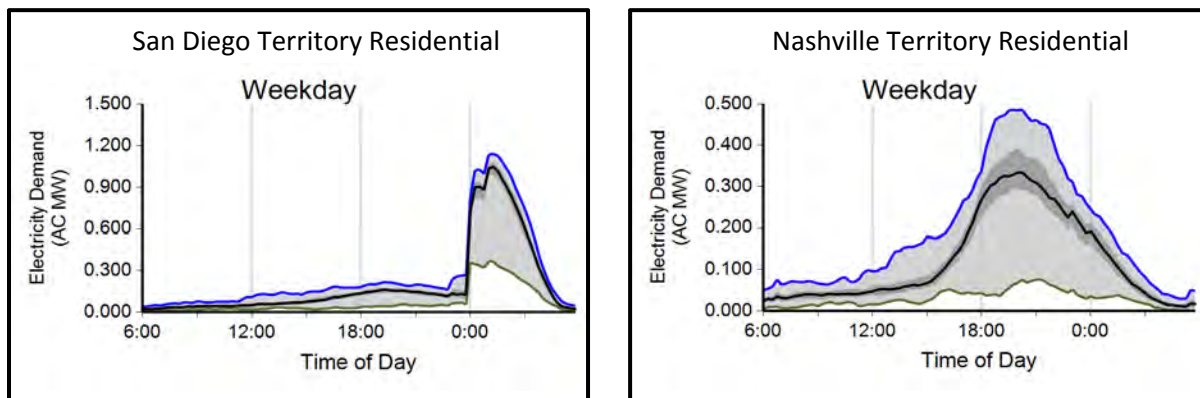 San Diego Territory Residential
Weekday
Electricity Demand
(AC MW)
1.500
1.200
0.900
0.600
0.300
0.000
6:00 12:00 18:00 0:00
Time of Day
Nashville Territory Residential
Weekday
Electricity Demand
(AC MW)
0.500
0.400
0.300
0.200
0.100
0.000
6:00 12:00 18:00 0:00
Time of Day